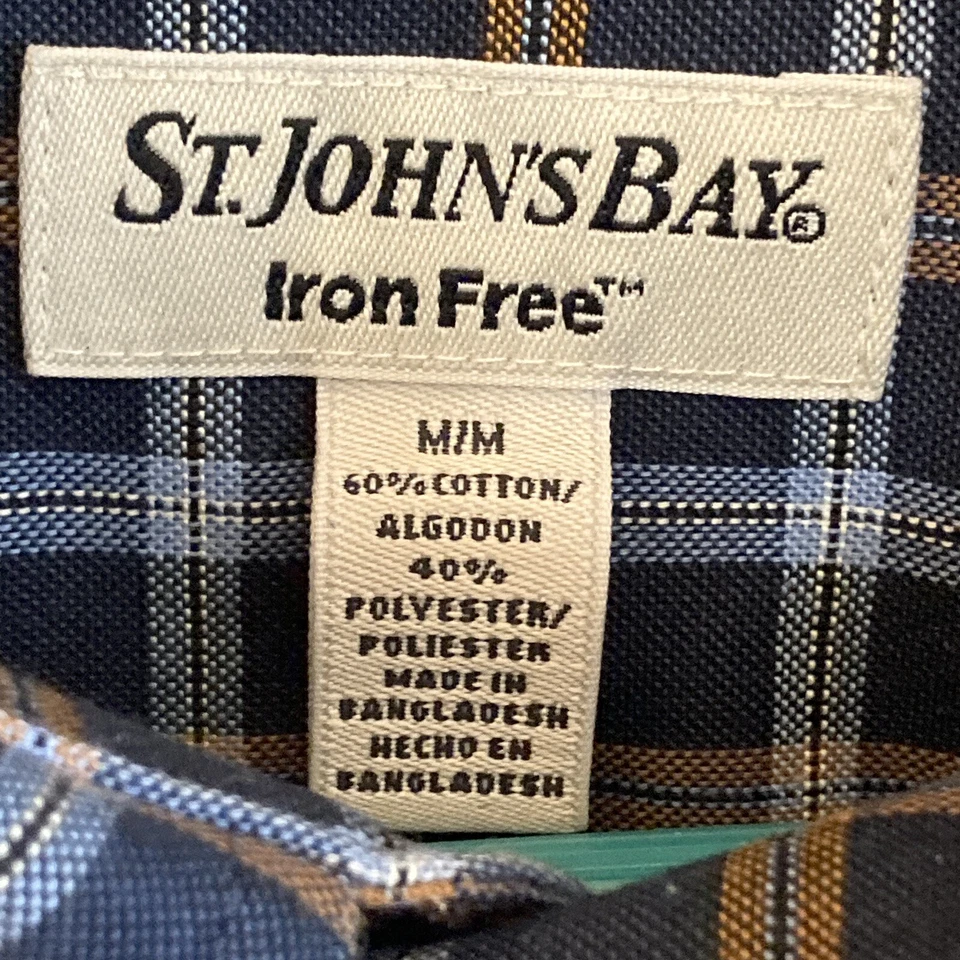 ST. JOHN'S BAY®
Iron Free™
M/M
60% COTTON/
ALGODON
40%
POLYESTER/
POLIESTER
MADE IN
BANGLADESH
HECHO EN
BANGLADESH